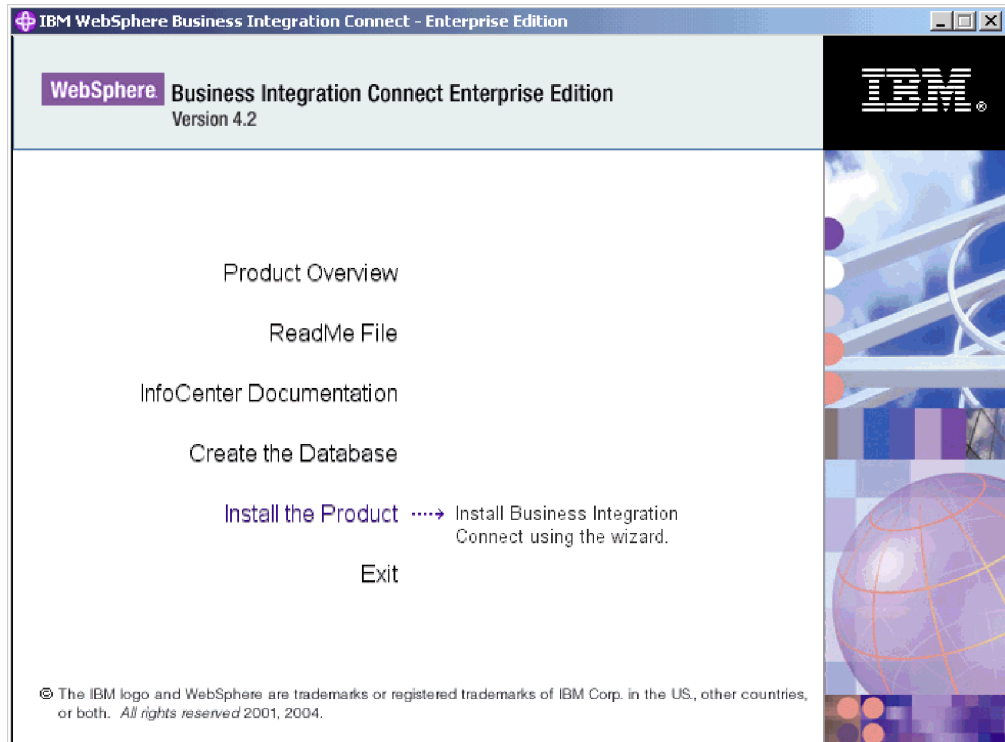 IBM WebSphere Business Integration Connect - Enterprise Edition
WebSphere. Business Integration Connect Enterprise Edition
Version 4.2
IBM®
Product Overview
ReadMe File
InfoCenter Documentation
Create the Database
Install the Product ····› Install Business Integration
Connect using the wizard.
Exit
© The IBM logo and WebSphere are trademarks or registered trademarks of IBM Corp. in the US., other countries,
or both. All rights reserved 2001, 2004.